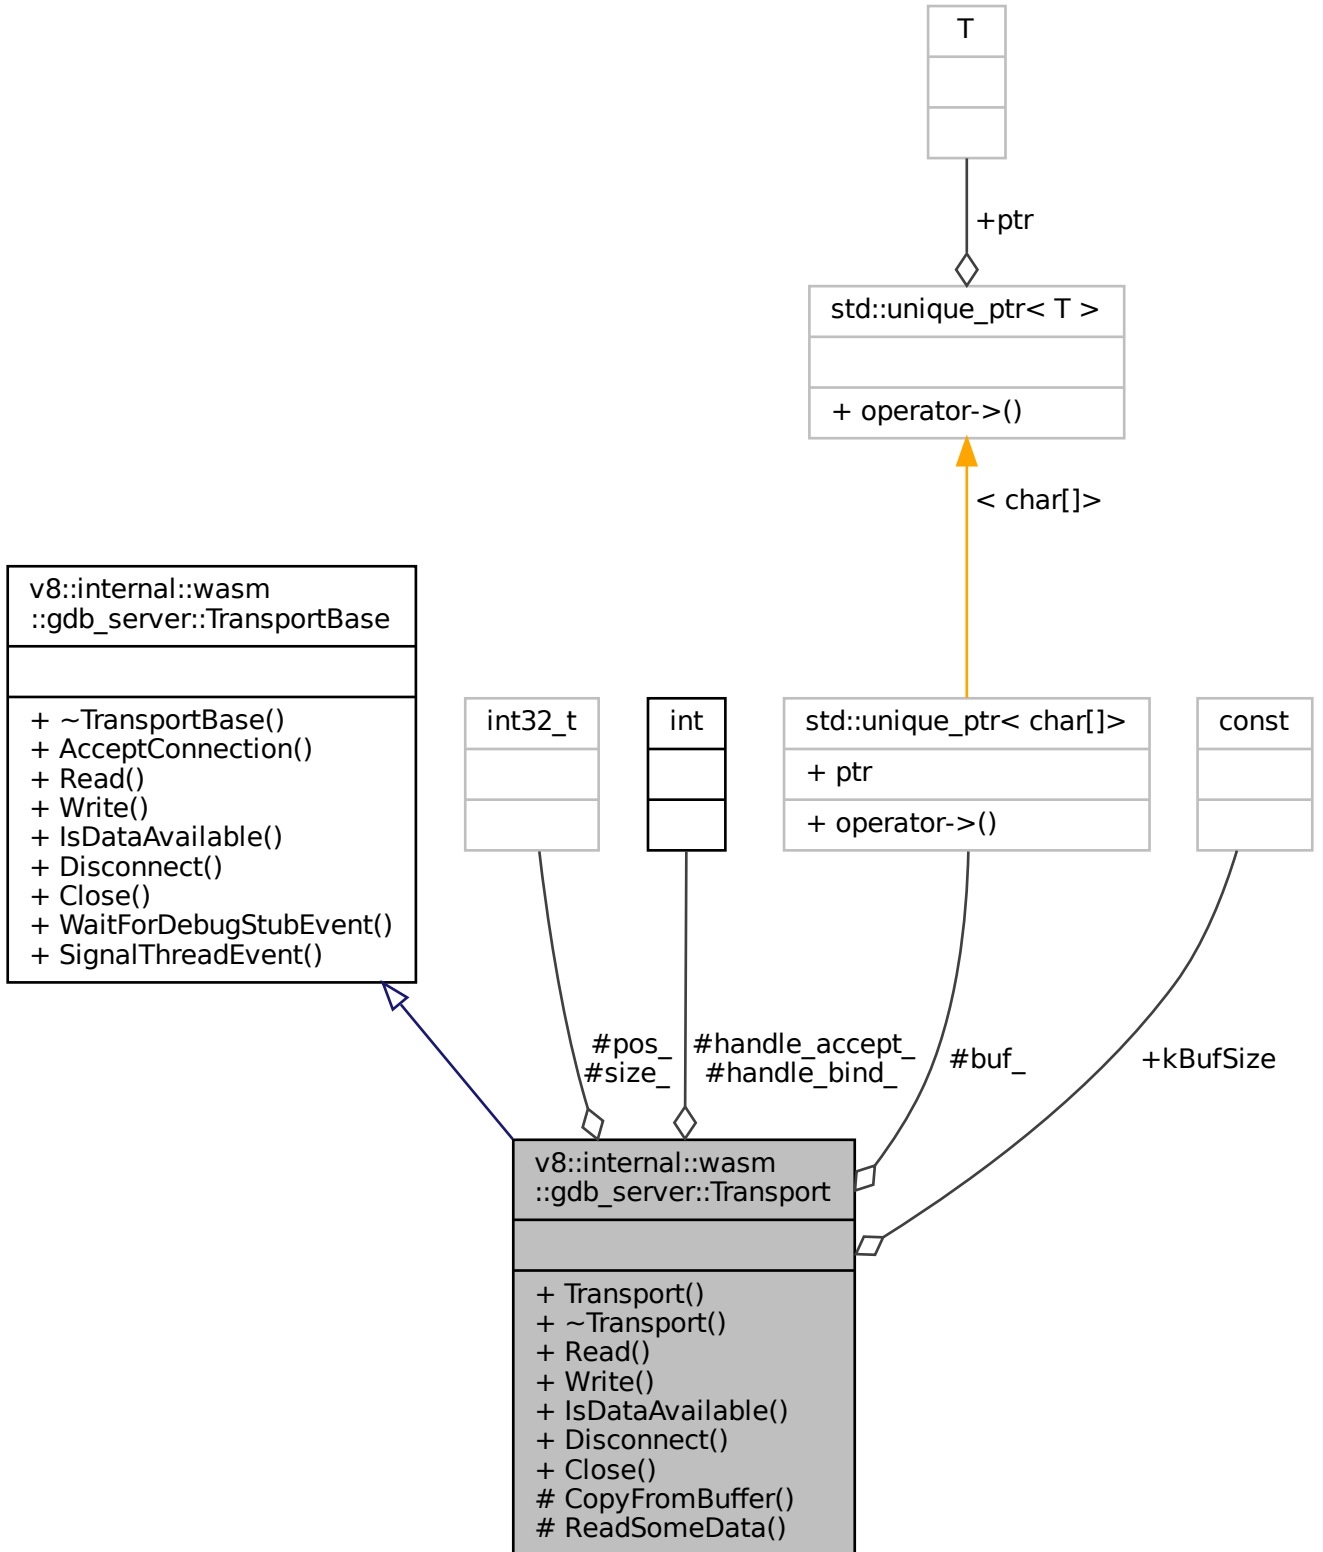 T
+ptr
std::unique_ptr< T >
+ operator->()
< char[]>
v8::internal::wasm
::gdb_server::TransportBase
+ ~TransportBase()
+ AcceptConnection()
+ Read()
+ Write()
+ IsDataAvailable()
+ Disconnect()
+ Close()
+ WaitForDebugStubEvent()
+ SignalThreadEvent()
int32_t
int
std::unique_ptr< char[]>
+ ptr
+ operator->()
const
#pos_
#size_
#handle_accept_
#handle_bind_
#buf_
+kBufSize
v8::internal::wasm
::gdb_server::Transport
+ Transport()
+ ~Transport()
+ Read()
+ Write()
+ IsDataAvailable()
+ Disconnect()
+ Close()
# CopyFromBuffer()
# ReadSomeData()